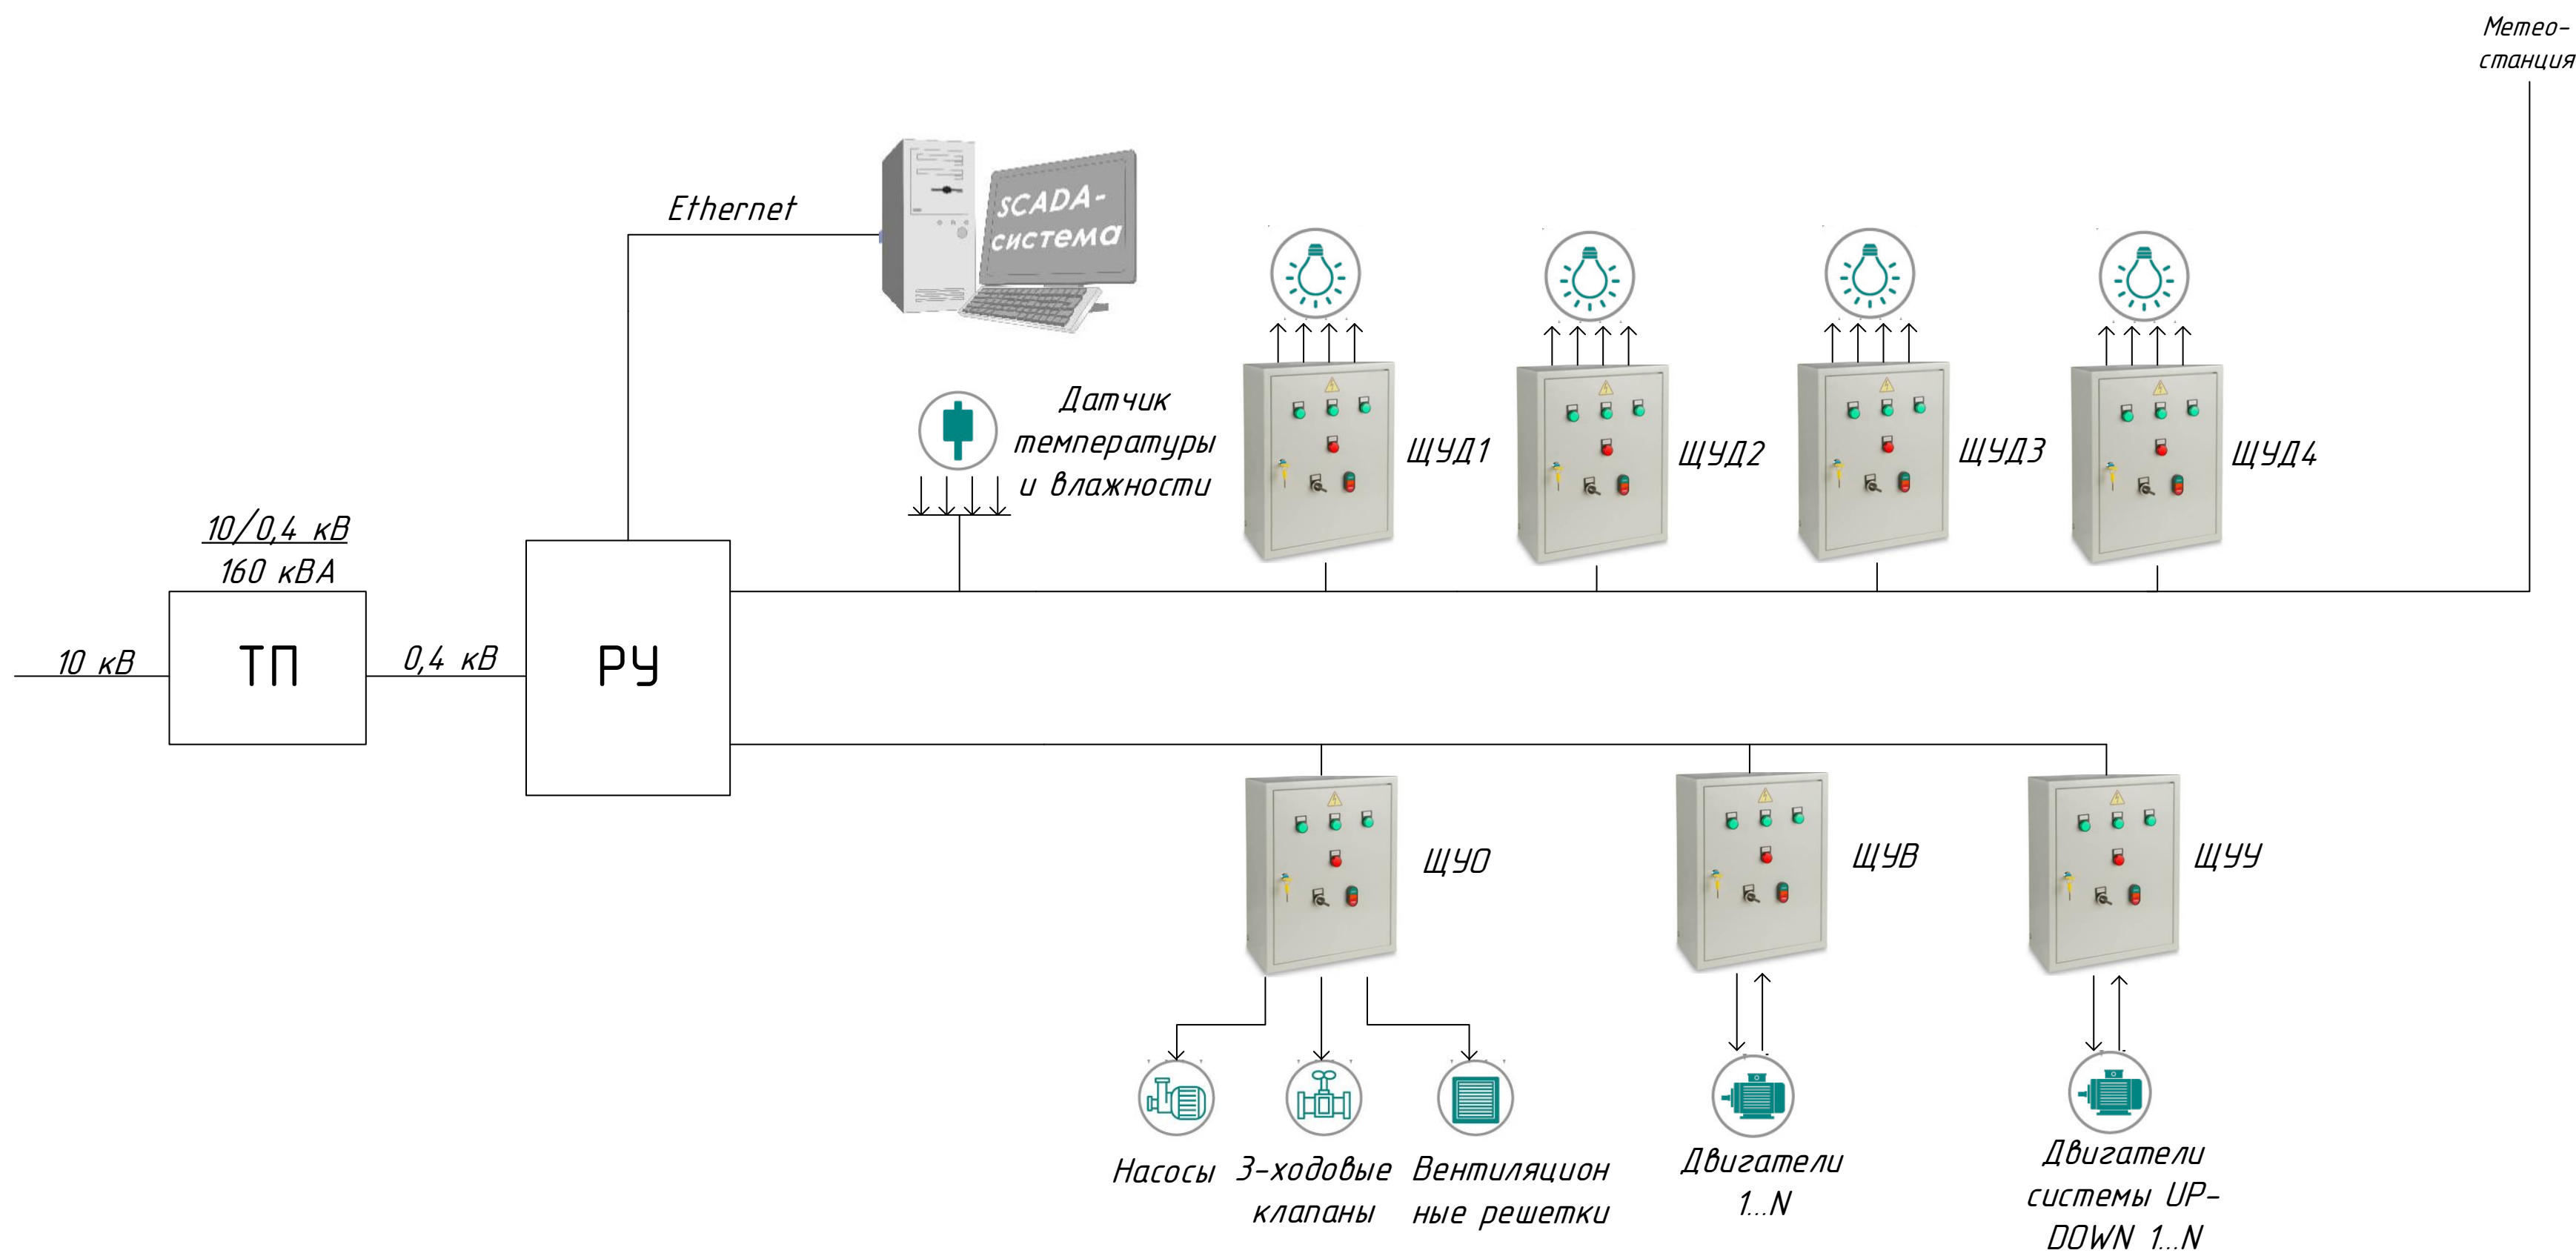 Метео-
станция
Ethernet
SCADA-
система
Датчик
температуры
и влажности
ЩУД1
ЩУД2
ЩУД3
ЩУД4
10/0,4 кВ
160 кВА
10 кВ
ТП
0,4 кВ
РУ
ЩУО
ЩУВ
ЩУУ
Насосы
3-ходовые
клапаны
Вентиляцион
ные решетки
Двигатели
1...N
Двигатели
системы UP-
DOWN 1...N